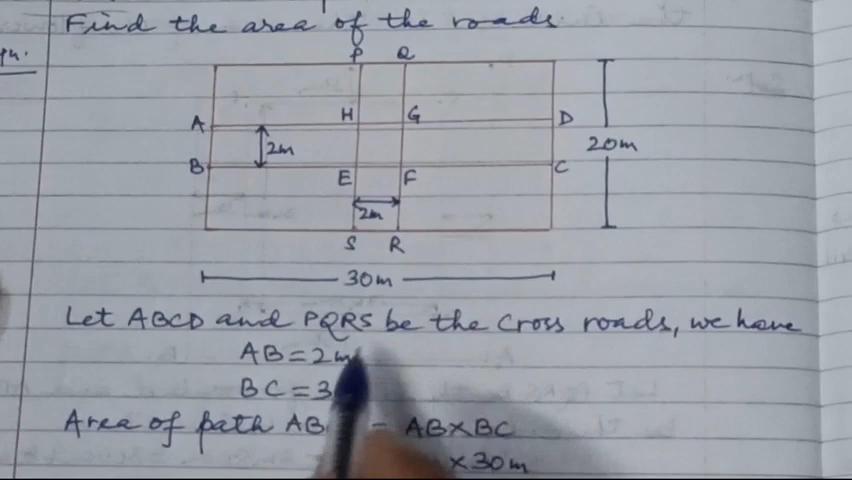 Find the area of the roads.
P Q
A H G D
2m 20m
B E F C
2m
S R
30m
Let ABCD and PQRS be the cross roads, we have
AB = 2m
BC = 3
Area of path AB = AB×BC
×30m